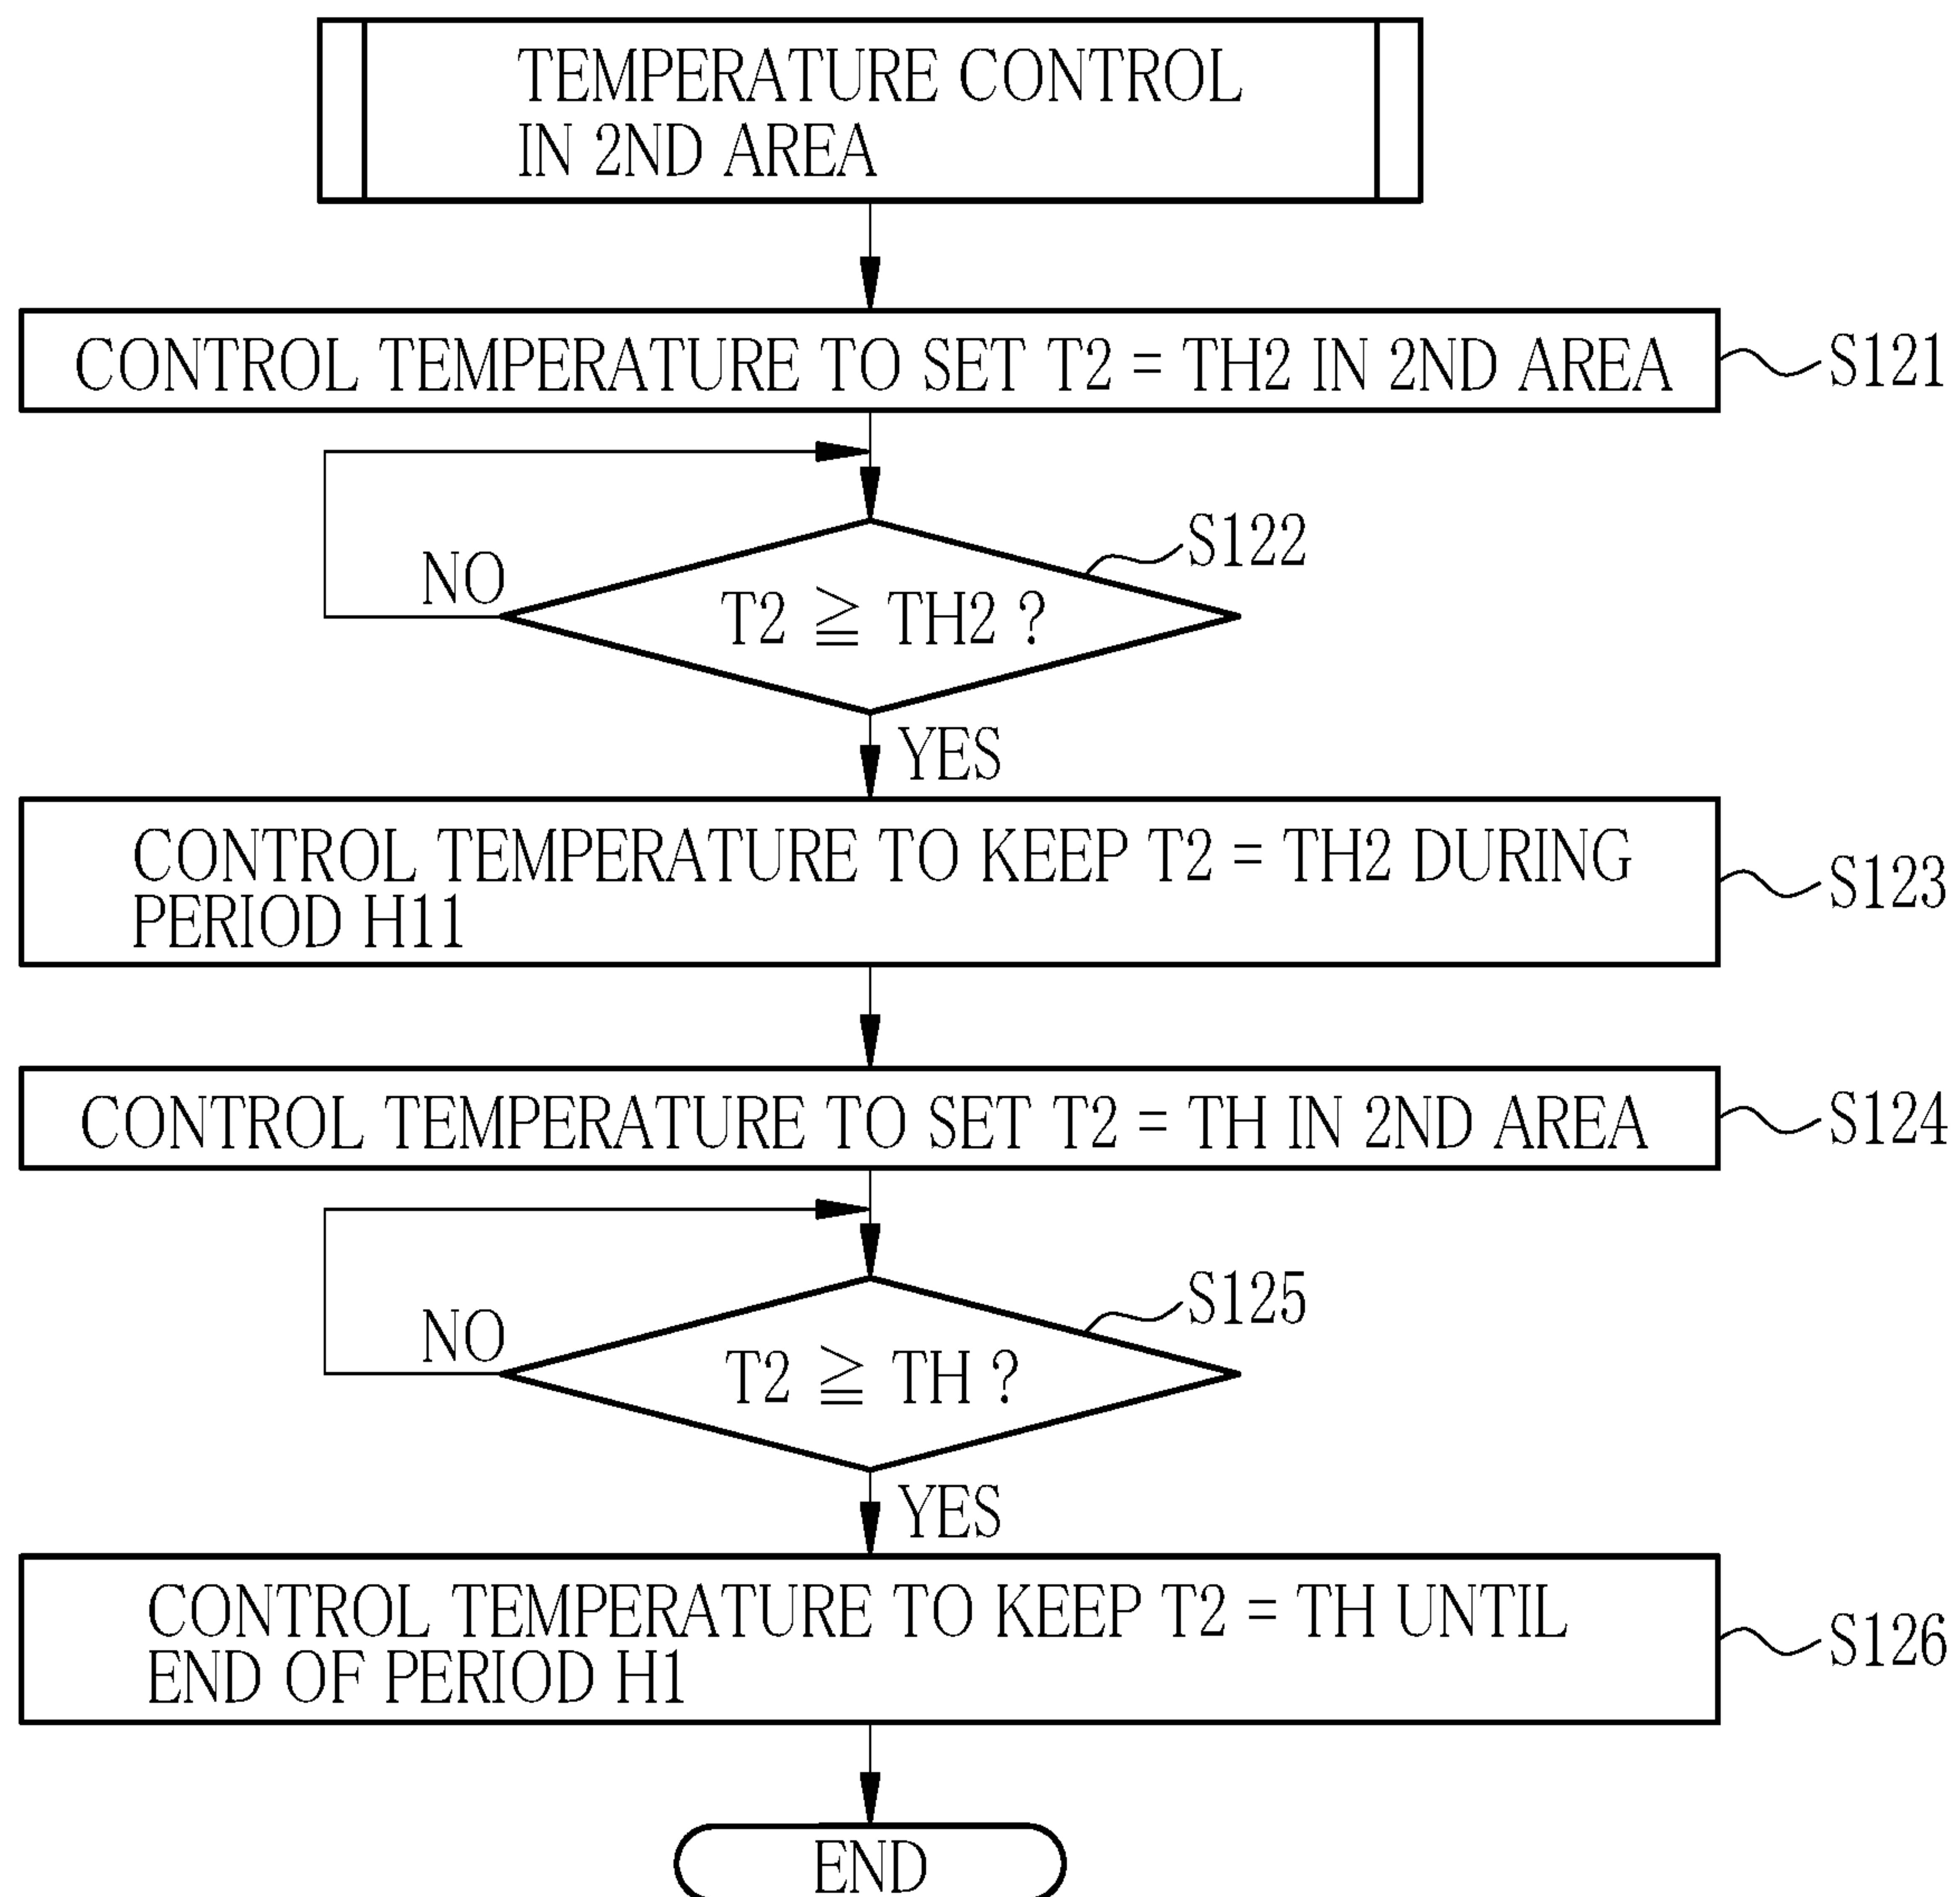 TEMPERATURE CONTROL
IN 2ND AREA
CONTROL TEMPERATURE TO SET T2 = TH2 IN 2ND AREA
S121
S122
NO
T2 ≧ TH2 ?
YES
CONTROL TEMPERATURE TO KEEP T2 = TH2 DURING
PERIOD H11
S123
CONTROL TEMPERATURE TO SET T2 = TH IN 2ND AREA
S124
S125
NO
T2 ≧ TH ?
YES
CONTROL TEMPERATURE TO KEEP T2 = TH UNTIL
END OF PERIOD H1
S126
END